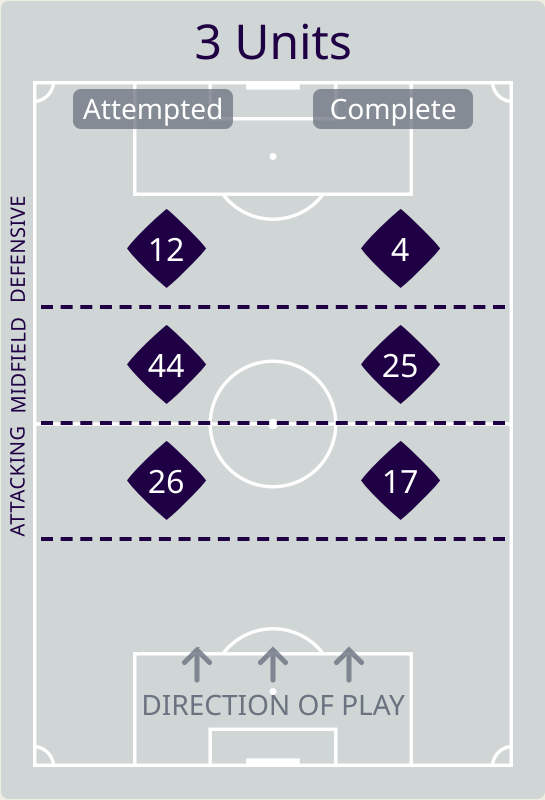 3 Units
Attempted Complete
DEFENSIVE
12 4
MIDFIELD
44 25
ATTACKING
26 17
DIRECTION OF PLAY